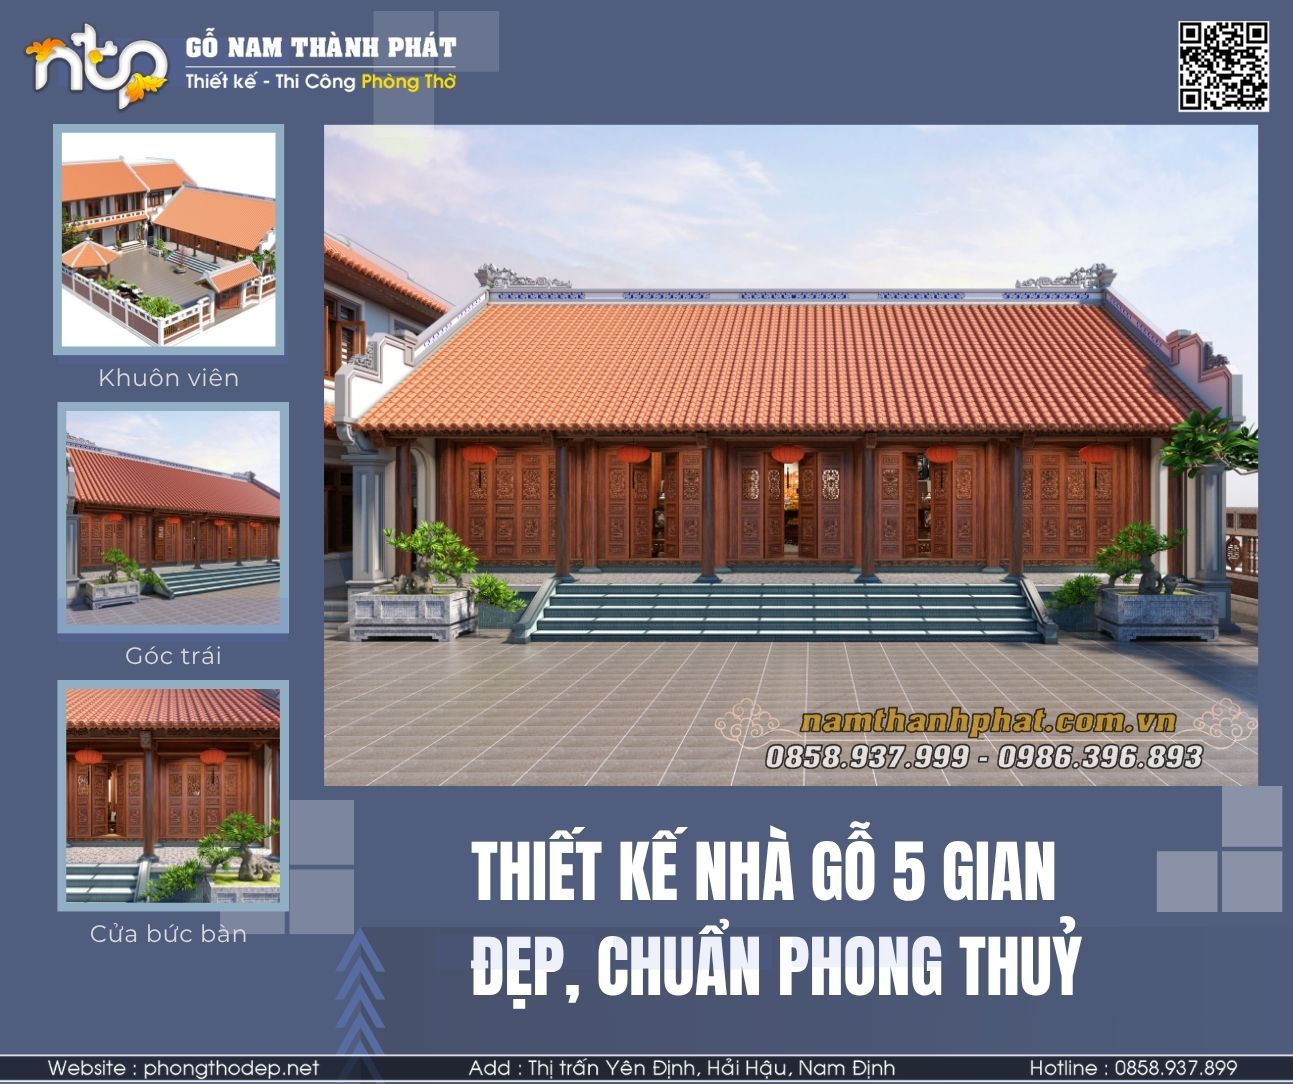 ntp
GỖ NAM THÀNH PHÁT
Thiết kế - Thi Công Phòng Thờ
Khuôn viên
Góc trái
Cửa bức bàn
namthanhphat.com.vn
0858.937.999 - 0986.396.893
THIẾT KẾ NHÀ GỖ 5 GIAN
ĐẸP, CHUẨN PHONG THUỶ
Website : phongthodep.net
Add : Thị trấn Yên Định, Hải Hậu, Nam Định
Hotline : 0858.937.899